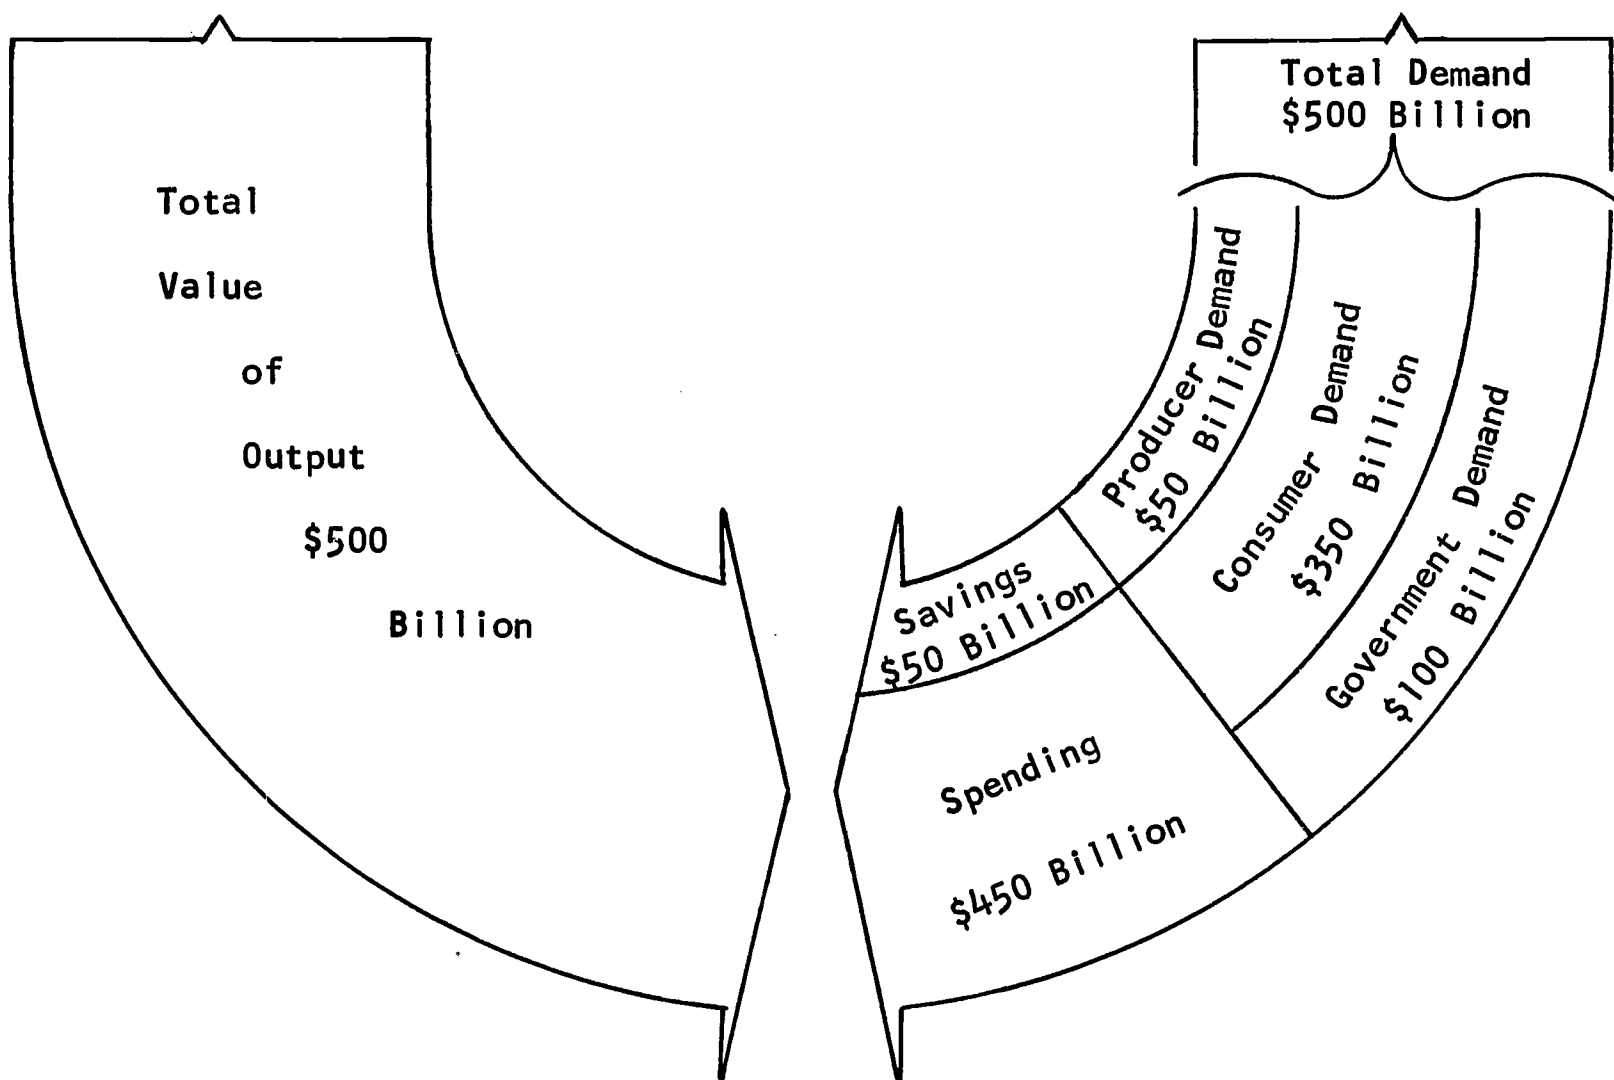 Total
Value
of
Output
$500
Billion
Total Demand
$500 Billion
Producer Demand
$50 Billion
Consumer Demand
$350 Billion
Government Demand
$100 Billion
Savings
$50 Billion
Spending
$450 Billion